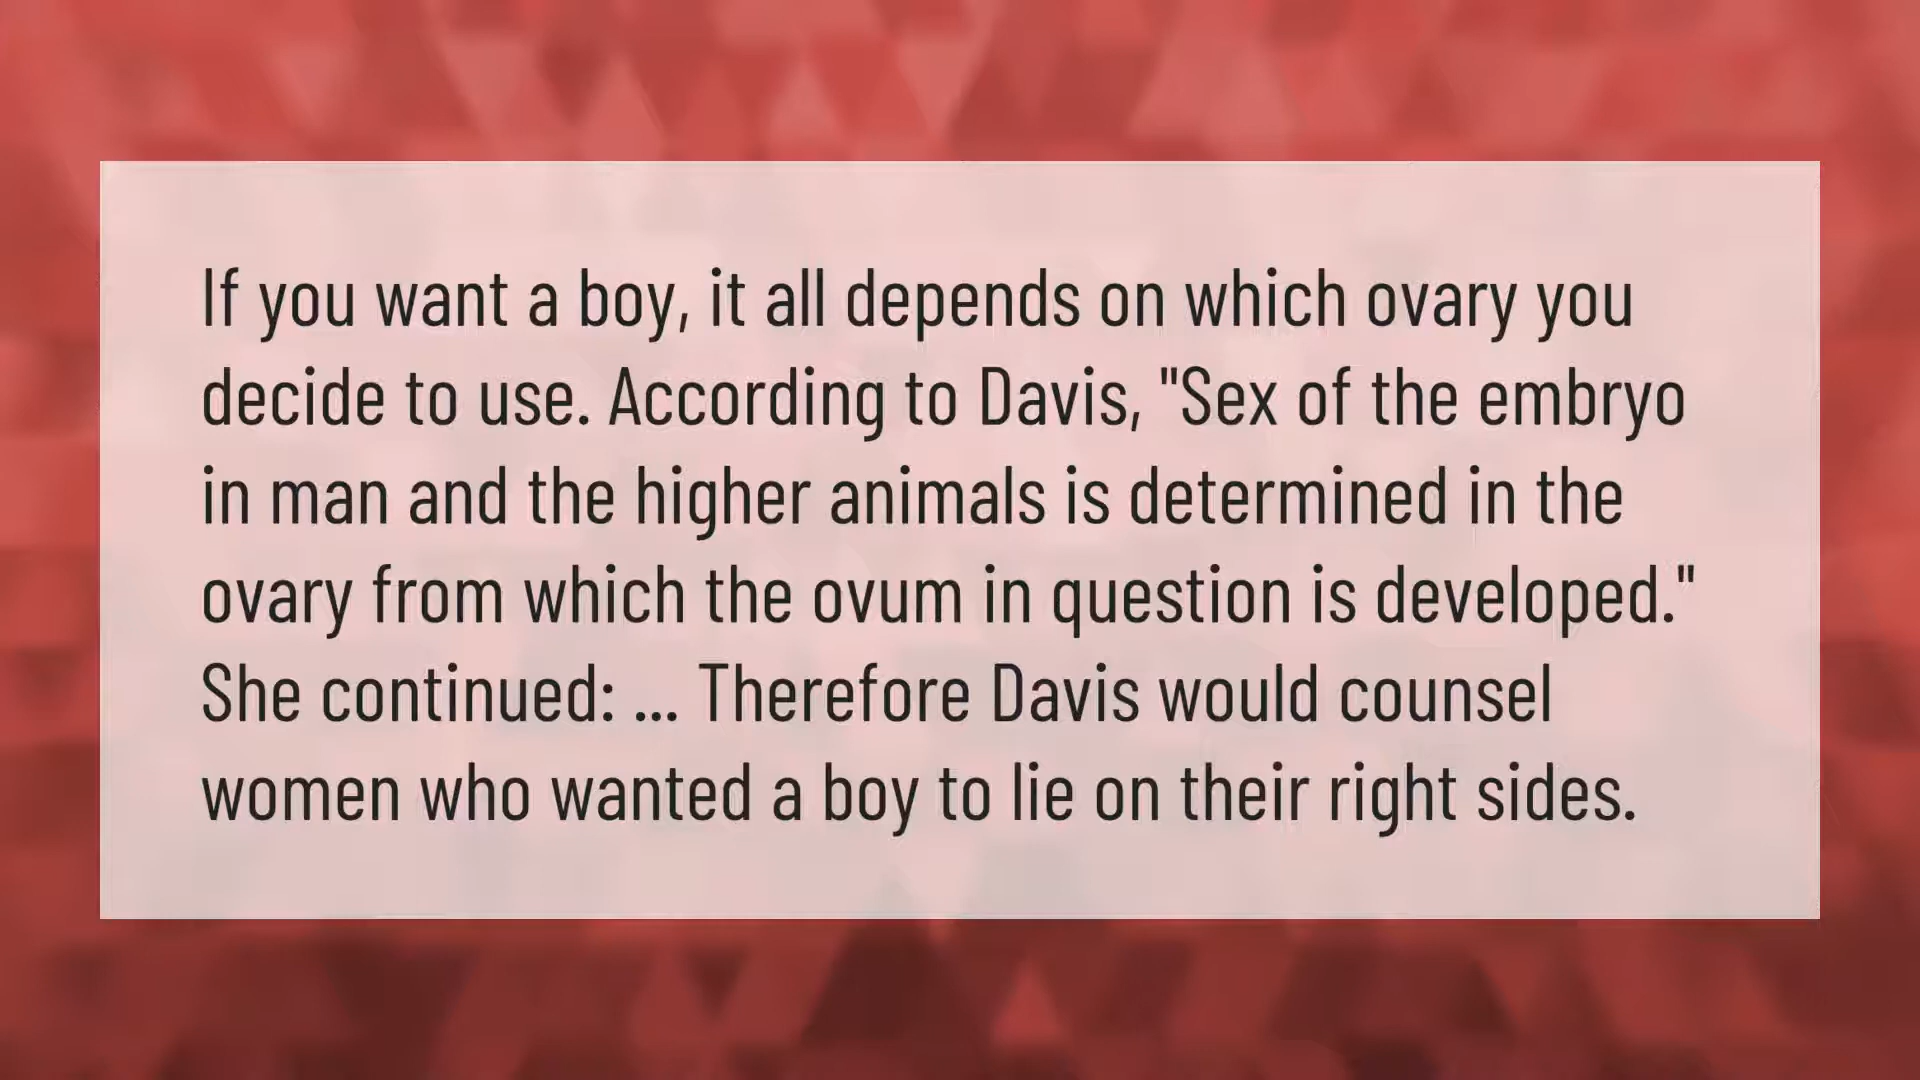 If you want a boy, it all depends on which ovary you
decide to use. According to Davis, "Sex of the embryo
in man and the higher animals is determined in the
ovary from which the ovum in question is developed."
She continued: ... Therefore Davis would counsel
women who wanted a boy to lie on their right sides.